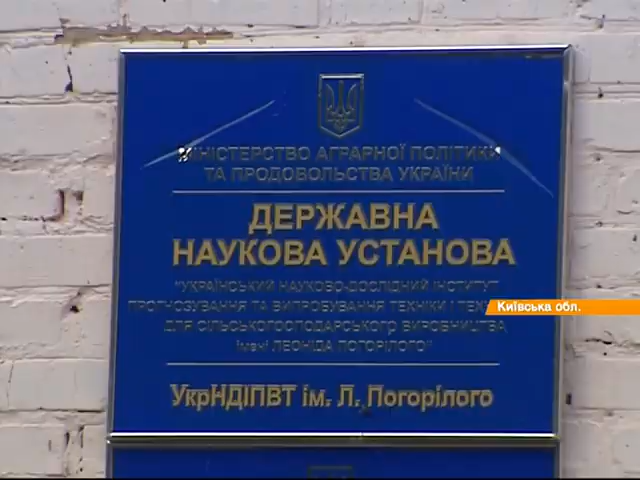 МІНІСТЕРСТВО АГРАРНОЇ ПОЛІТИКИ
ТА ПРОДОВОЛЬСТВА УКРАЇНИ
ДЕРЖАВНА
НАУКОВА УСТАНОВА
"УКРАЇНСЬКИЙ НАУКОВО-ДОСЛІДНИЙ ІНСТИТУТ
ПРОГНОЗУВАННЯ ТА ВИПРОБУВАННЯ ТЕХНІКИ І
ДЛЯ СІЛЬСЬКОГОСПОДАРСЬКОГО ВИРОБНИЦТВА
імені ЛЕОНІДА ПОГОРІЛОГО"
УкрНДІПВТ ім. Л. Погорілого
Київська обл.